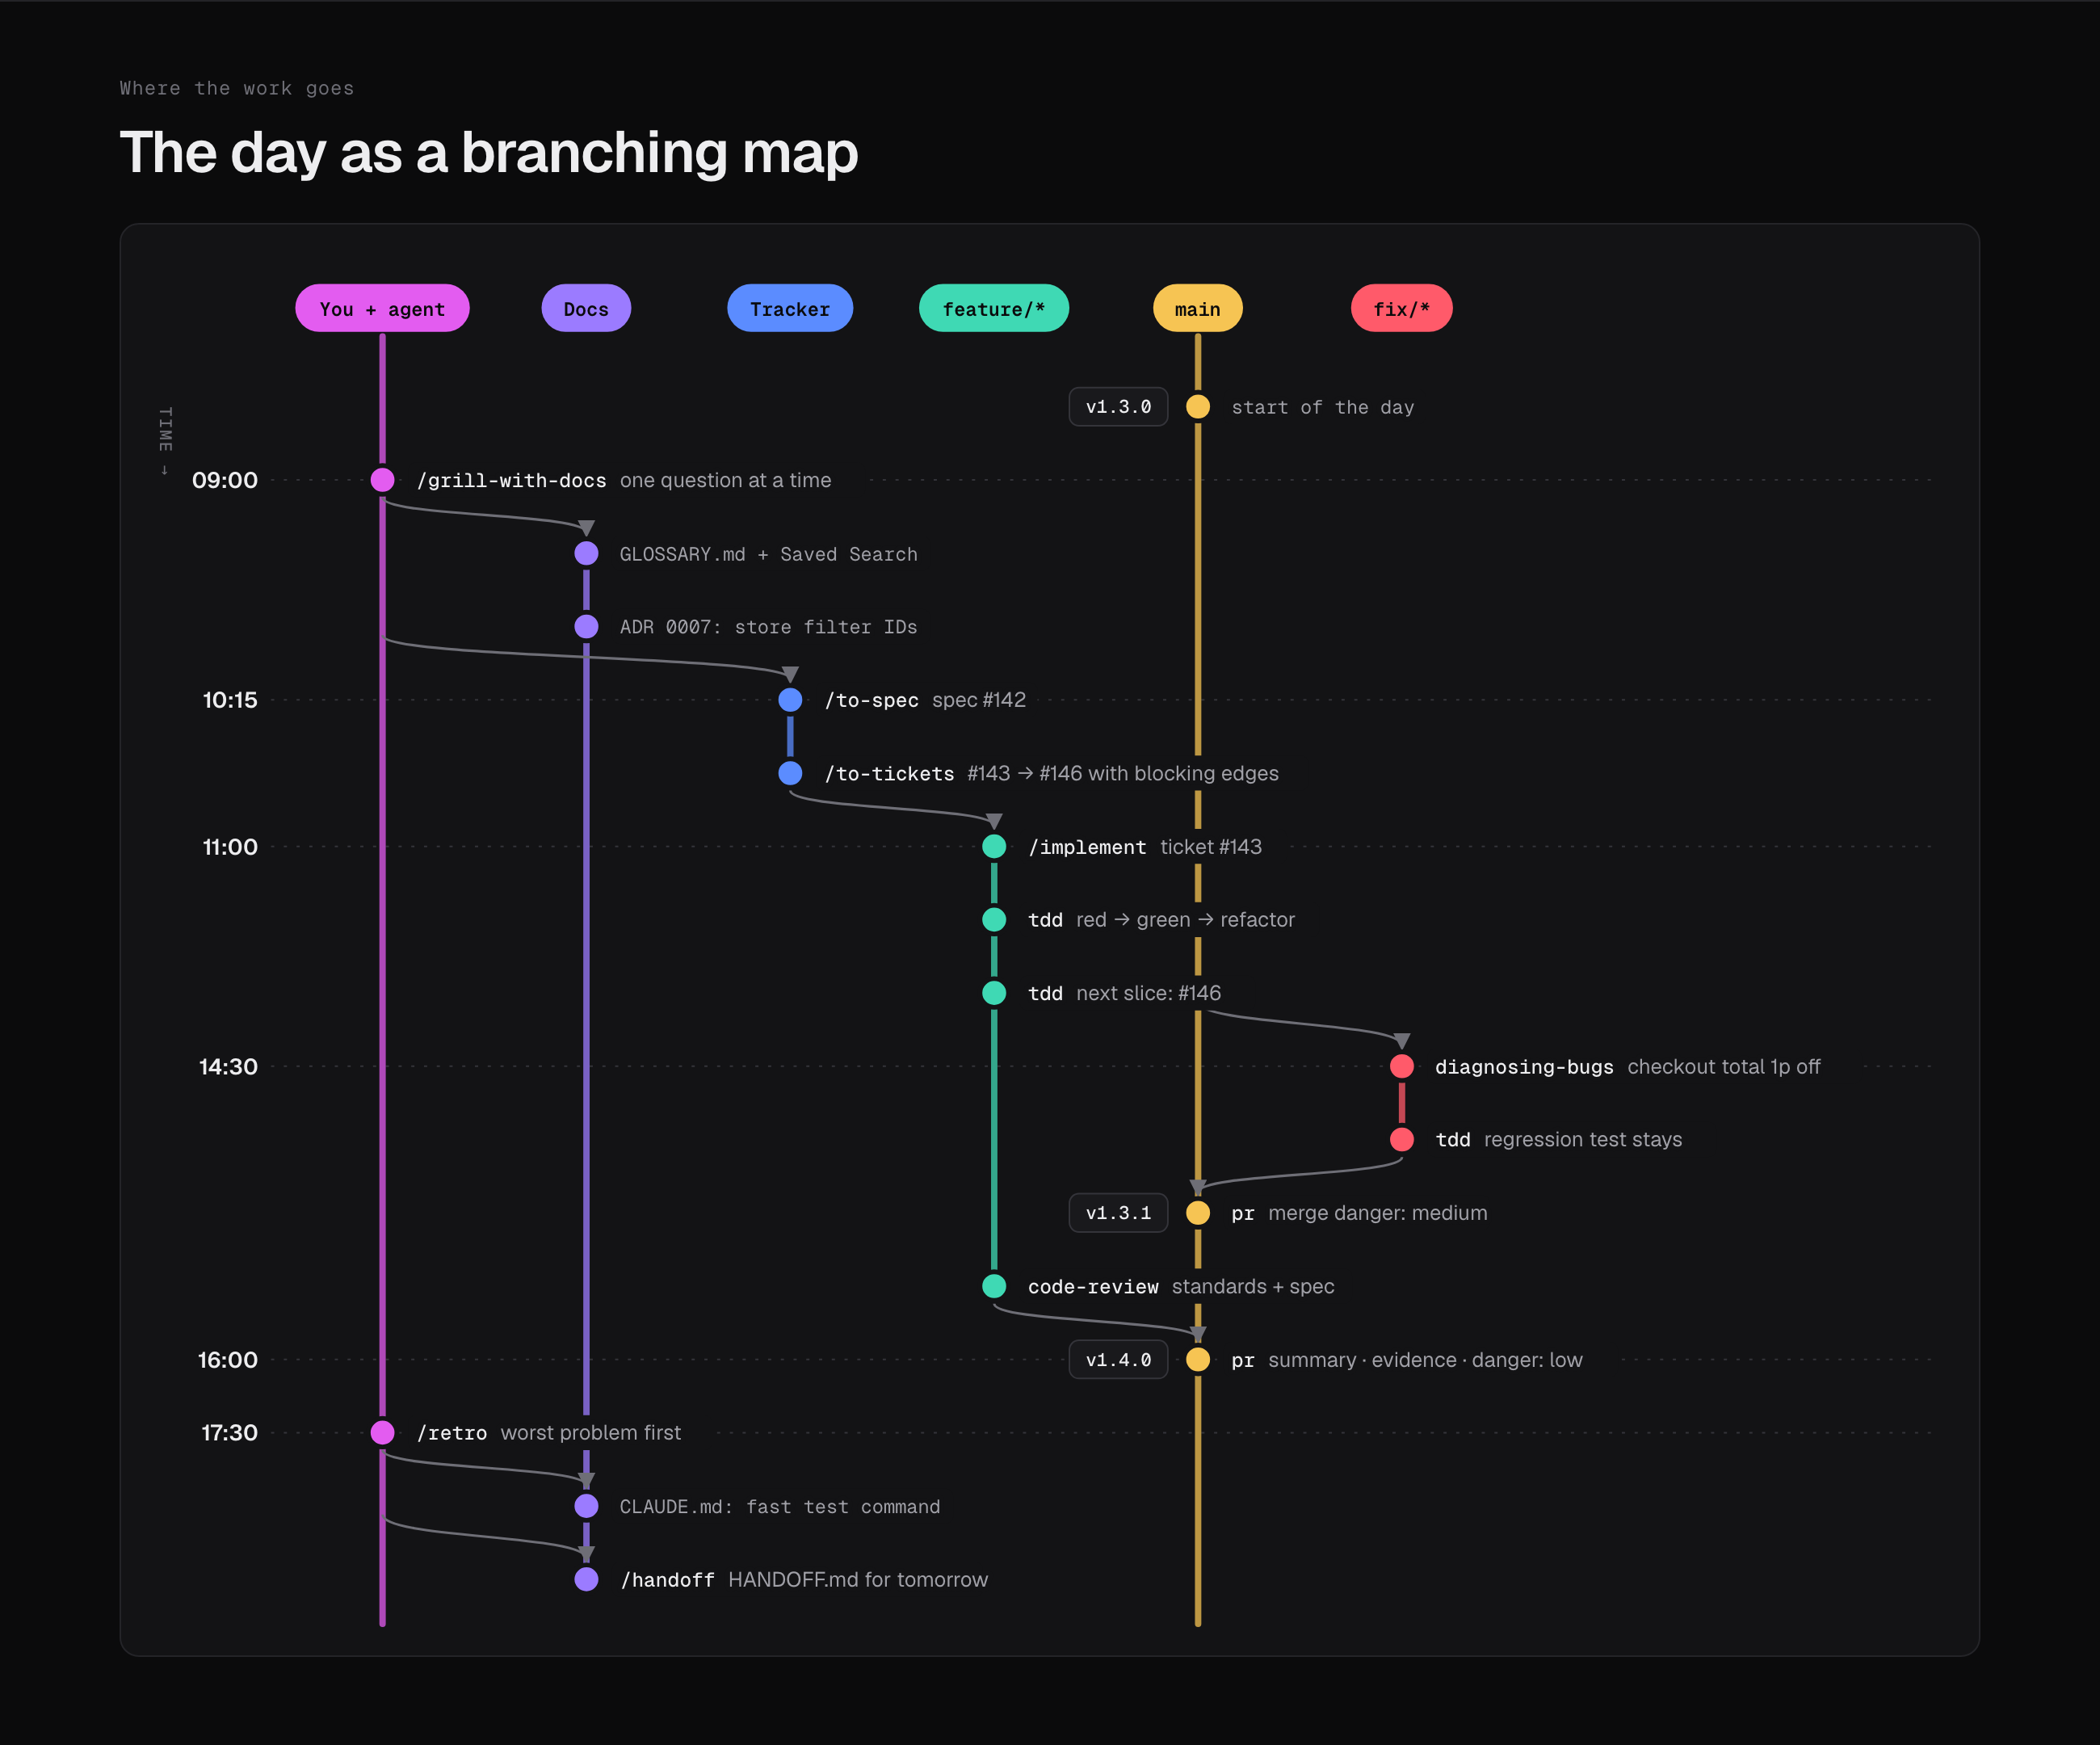 Where the work goes
The day as a branching map
You + agent
Docs
Tracker
feature/*
main
fix/*
TIME →
v1.3.0
start of the day
09:00
/grill-with-docs one question at a time
GLOSSARY.md + Saved Search
ADR 0007: store filter IDs
10:15
/to-spec spec #142
/to-tickets #143 → #146 with blocking edges
11:00
/implement ticket #143
tdd red → green → refactor
tdd next slice: #146
14:30
diagnosing-bugs checkout total 1p off
tdd regression test stays
v1.3.1
pr merge danger: medium
code-review standards + spec
16:00
v1.4.0
pr summary · evidence · danger: low
17:30
/retro worst problem first
CLAUDE.md: fast test command
/handoff HANDOFF.md for tomorrow